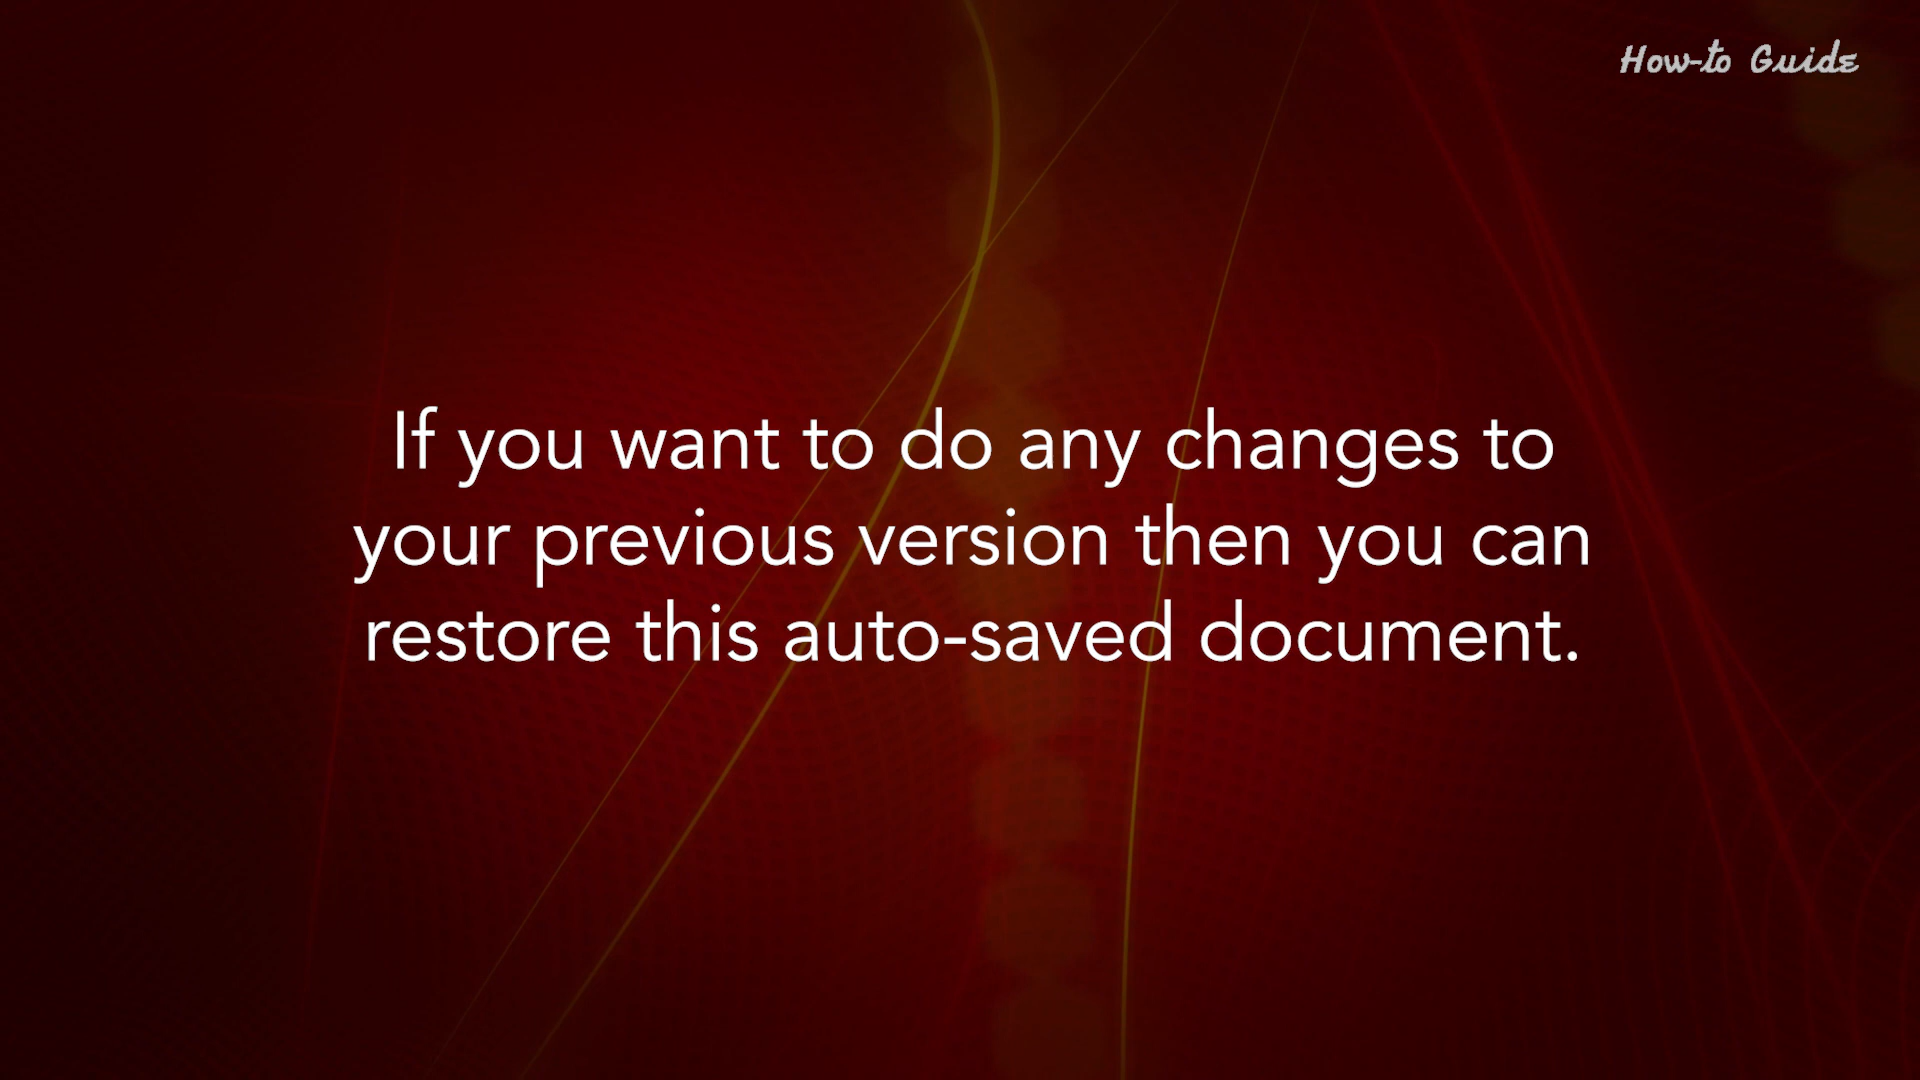 How-to Guide
If you want to do any changes to
your previous version then you can
restore this auto-saved document.